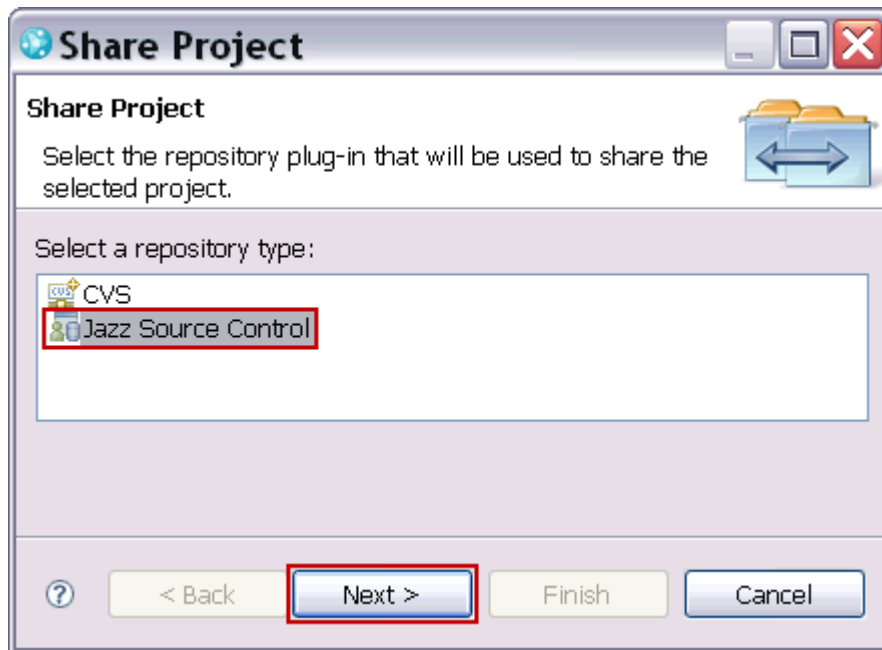 Share Project
Share Project
Select the repository plug-in that will be used to share the
selected project.
Select a repository type:
CVS
Jazz Source Control
< Back Next > Finish Cancel